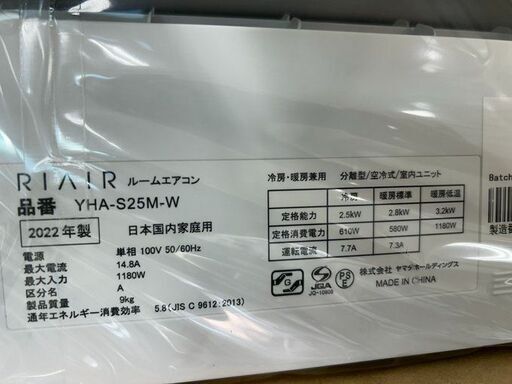 RIAIR ルームエアコン
品番 YHA-S25M-W
2022年製 日本国内家庭用
電源 単相 100V 50/60Hz
最大電流 14.8A
最大入力 1180W
区分名 A
製品質量 9kg
通年エネルギー消費効率 5.8 (JIS C 9612:2013)
冷房・暖房兼用 分離型/空冷式/室内ユニット
冷房 暖房標準 暖房低温
定格能力 2.5kW 2.8kW 3.2kW
定格消費電力 610W 580W 1180W
運転電流 7.7A 7.3A
G JGA PSE
JQ-10909
株式会社 ヤマダホールディングス
MADE IN CHINA
Batch
製造番